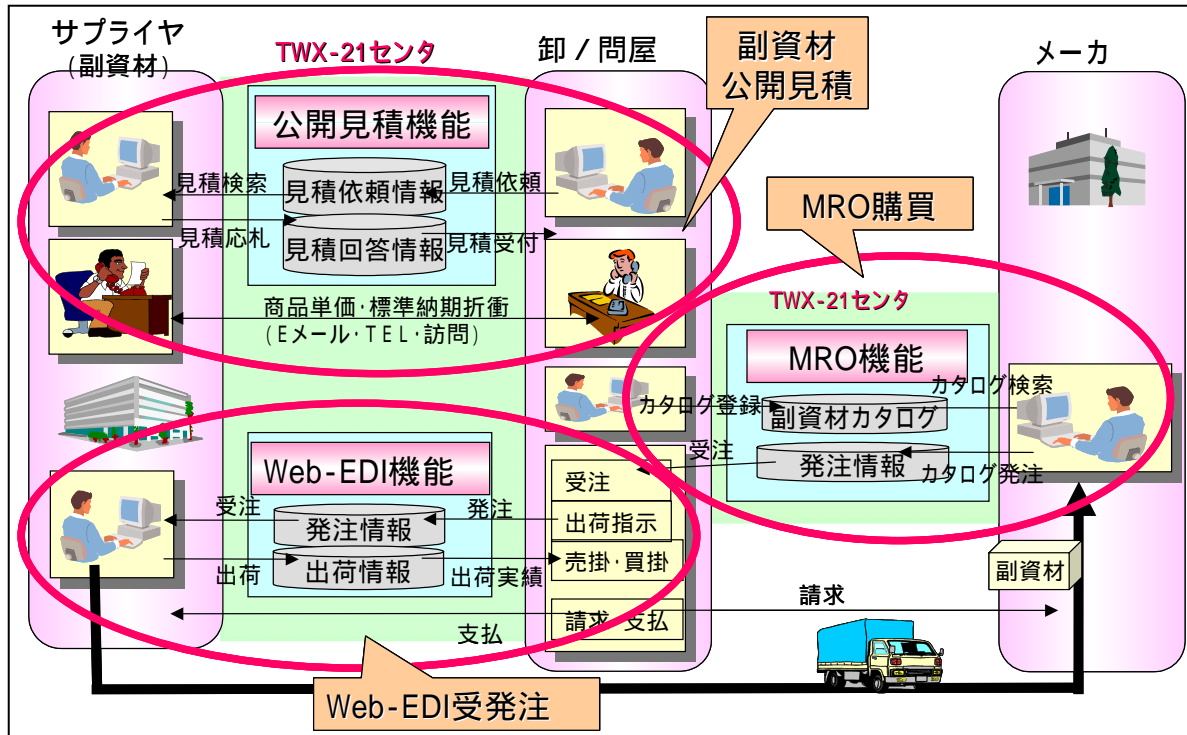 サプライヤ
(副資材)
TWX-21センタ
卸／問屋
副資材
公開見積
メーカ
公開見積機能
見積検索
見積依頼情報
見積依頼
見積応札
見積回答情報
見積受付
商品単価･標準納期折衝
(Eメール･TEL･訪問)
MRO購買
TWX-21センタ
MRO機能
カタログ検索
カタログ登録
副資材カタログ
受注
発注情報
カタログ発注
Web-EDI機能
受注
発注情報
発注
出荷
出荷情報
出荷実績
受注
出荷指示
売掛･買掛
請求 支払
支払
請求
副資材
Web-EDI受発注